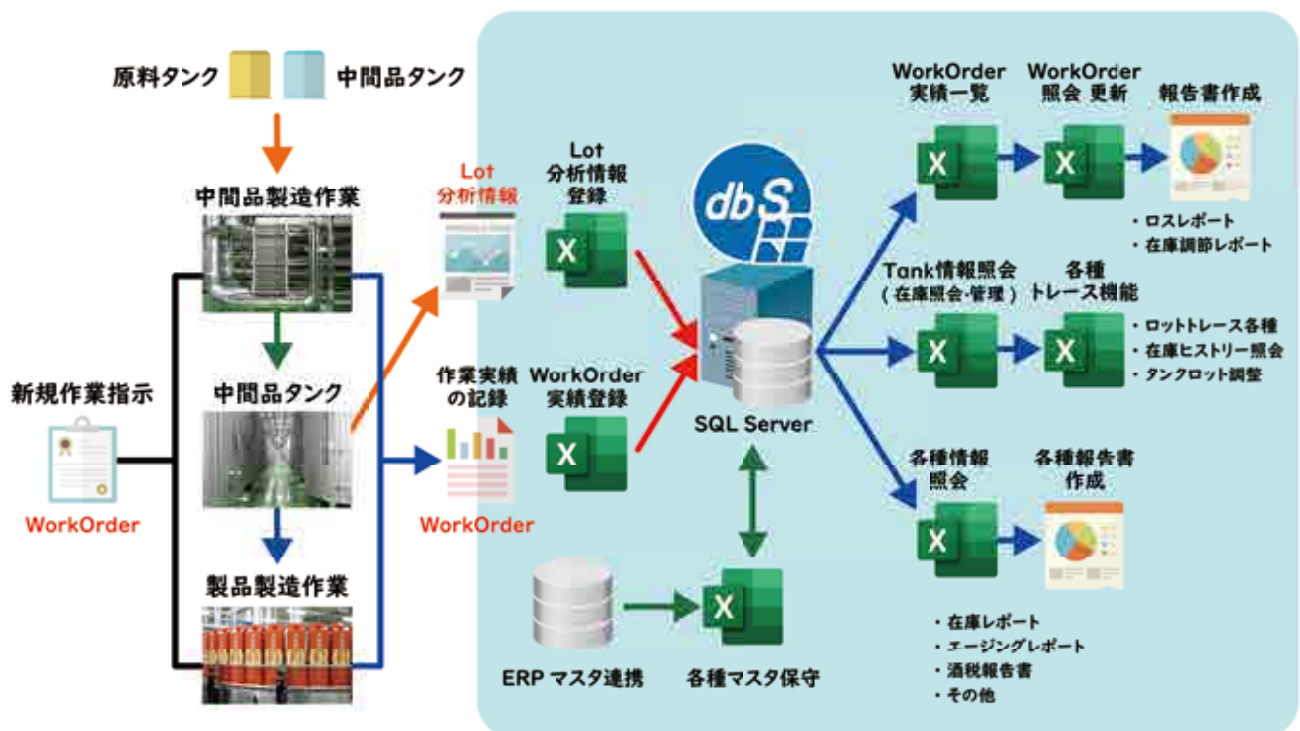 原料タンク
中間品タンク
中間品製造作業
中間品タンク
製品製造作業
新規作業指示
WorkOrder
Lot
分析情報
作業実績
の記録
WorkOrder
Lot
分析情報
登録
X
WorkOrder
実績登録
X
dbS
SQL Server
ERP マスタ連携
X
各種マスタ保守
WorkOrder
実績一覧
X
WorkOrder
照会 更新
X
報告書作成
・ロスレポート
・在庫調節レポート
Tank情報照会
(在庫照会・管理)
X
各種
トレース機能
X
・ロットトレース各種
・在庫ヒストリー照会
・タンクロット調整
各種情報
照会
X
各種報告書
作成
・在庫レポート
・エージングレポート
・酒税報告書
・その他